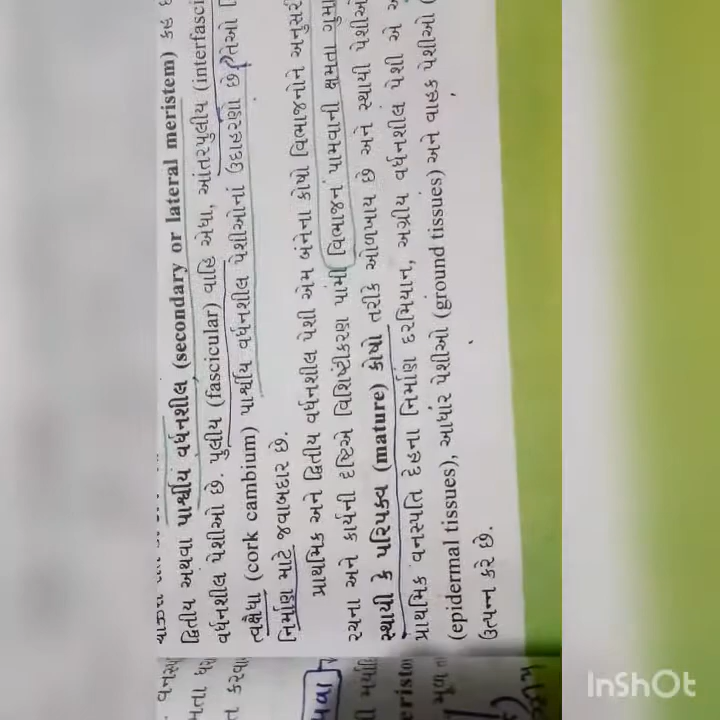 દ્વિતીય અથવા પાર્શ્વીય વર્ધનશીલ (secondary or lateral meristem) કહે
વર્ધનશીલ પેશીઓ છે. પુલીય (fascicular) વાહિ એધા, આંતરપુલીય (interfasci
ત્વક્ષૈધા (cork cambium) પાર્શ્વીય વર્ધનશીલ પેશીઓનાં ઉદાહરણો છે. તેઓ
નિર્માણ માટે જવાબદાર છે.
પ્રાથમિક અને દ્વિતીય વર્ધનશીલ પેશી એમ બંનેના કોષો વિભાજનોને અનુસરી
રચના અને કાર્યની દૃષ્ટિએ વિશિષ્ટીકરણ પામી વિભાજન પામવાની ક્ષમતા ગુમા
સ્થાયી કે પરિપક્વ (mature) કોષો તરીકે ઓળખાય છે અને સ્થાયી પેશીઓ
પ્રાથમિક વનસ્પતિ દેહના નિર્માણ દરમિયાન, અગ્રીય વર્ધનશીલ પેશી એ
(epidermal tissues), આધાર પેશીઓ (ground tissues) અને વાહક પેશીઓ (
ઉત્પન્ન કરે છે.
InShOt